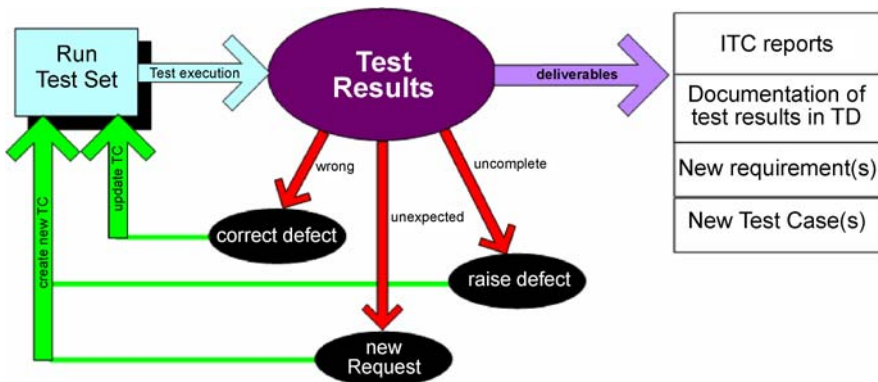 Run
Test Set
Test execution
Test
Results
deliverables
ITC reports
Documentation of
test results in TD
New requirement(s)
New Test Case(s)
wrong
uncomplete
unexpected
update TC
create new TC
correct defect
raise defect
new
Request